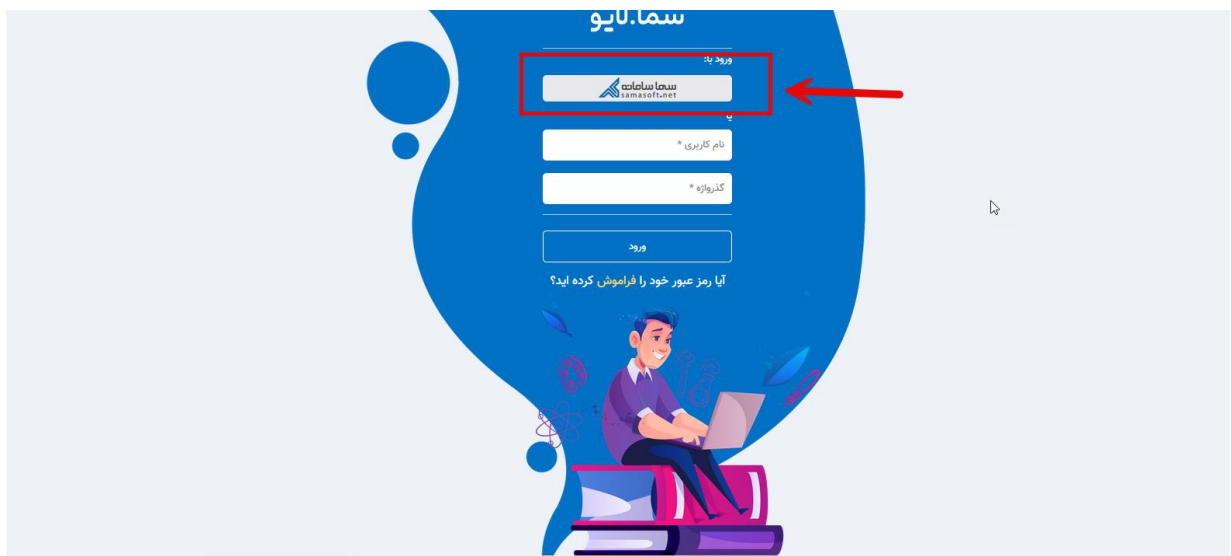 سما.لایو
ورود با:
سما سامانه
samasoft.net
یا
نام کاربری *
گذرواژه *
ورود
آیا رمز عبور خود را فراموش کرده اید؟